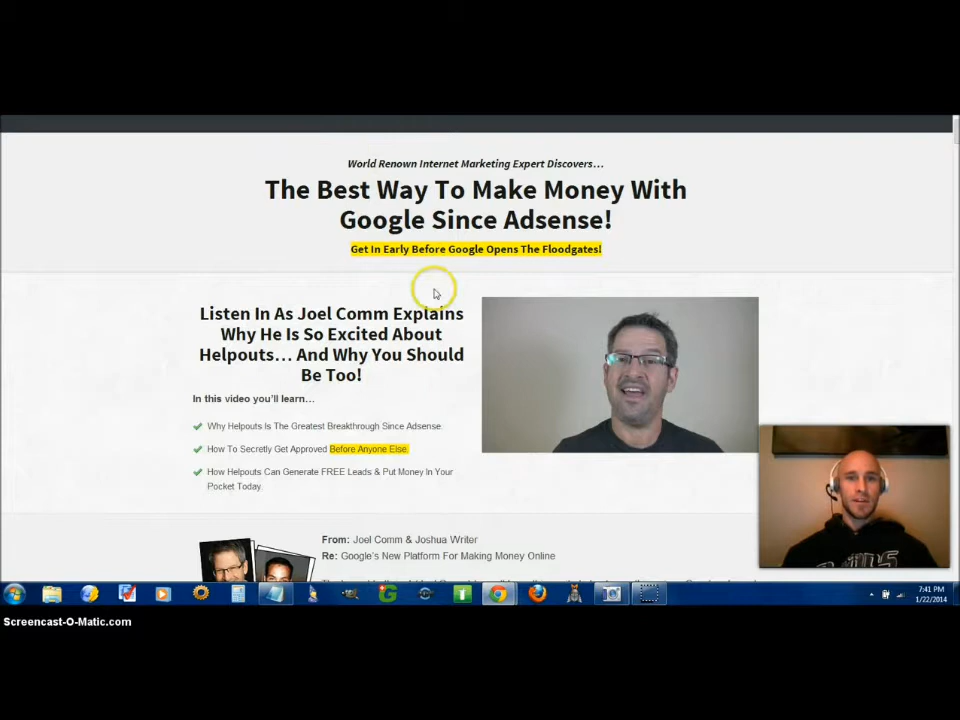 World Renown Internet Marketing Expert Discovers…
The Best Way To Make Money With
Google Since Adsense!
Get In Early Before Google Opens The Floodgates!
Listen In As Joel Comm Explains
Why He Is So Excited About
Helpouts… And Why You Should
Be Too!
In this video you'll learn…
Why Helpouts Is The Greatest Breakthrough Since Adsense.
How To Secretly Get Approved Before Anyone Else.
How Helpouts Can Generate FREE Leads & Put Money In Your
Pocket Today.
From: Joel Comm & Joshua Writer
Re: Google's New Platform For Making Money Online
7:41 PM
1/22/2014
Screencast-O-Matic.com